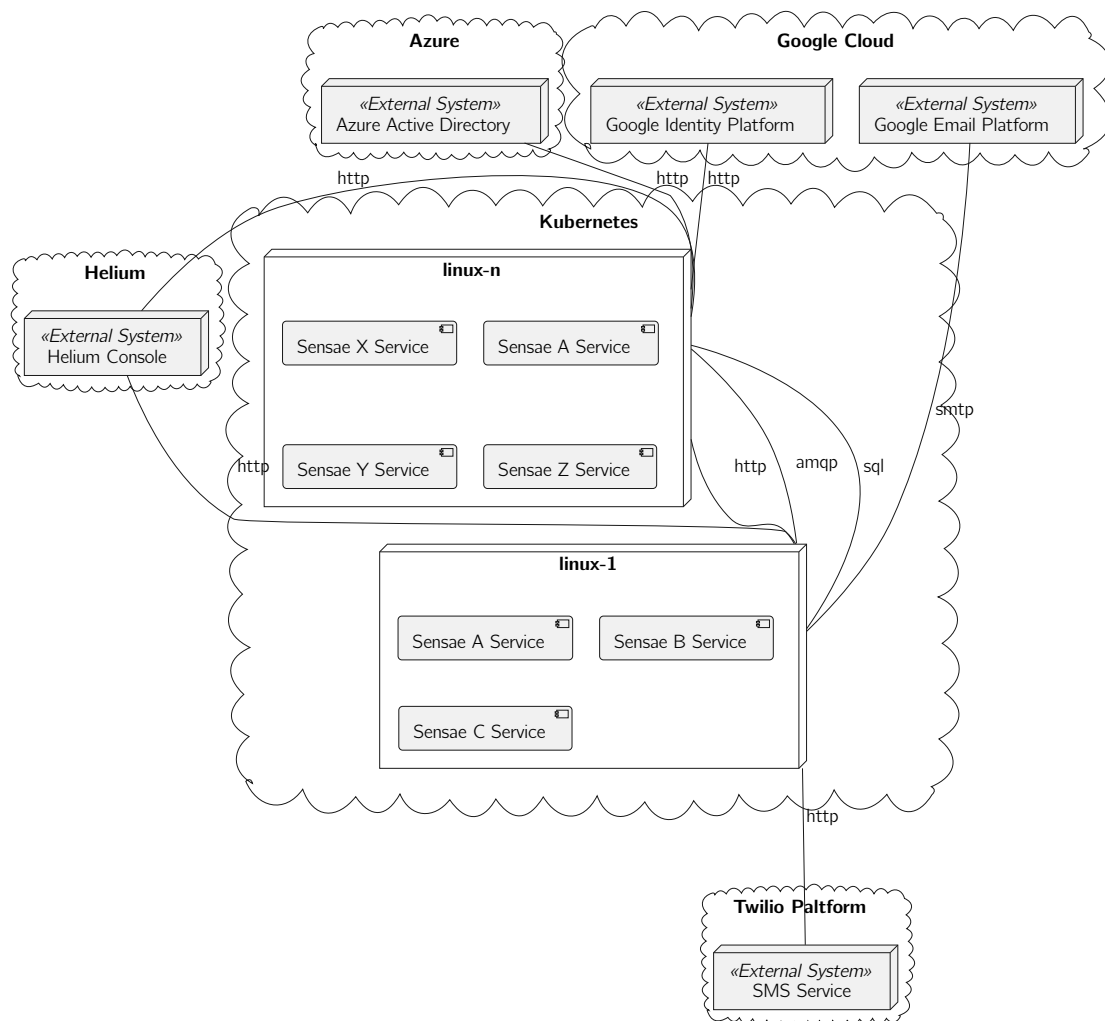 Azure
Google Cloud
«External System»
Azure Active Directory
«External System»
Google Identity Platform
«External System»
Google Email Platform
http
http
http
Kubernetes
Helium
«External System»
Helium Console
linux-n
Sensae X Service
Sensae A Service
smtp
Sensae Y Service
Sensae Z Service
http
http
amqp
sql
linux-1
Sensae A Service
Sensae B Service
Sensae C Service
http
Twilio Paltform
«External System»
SMS Service